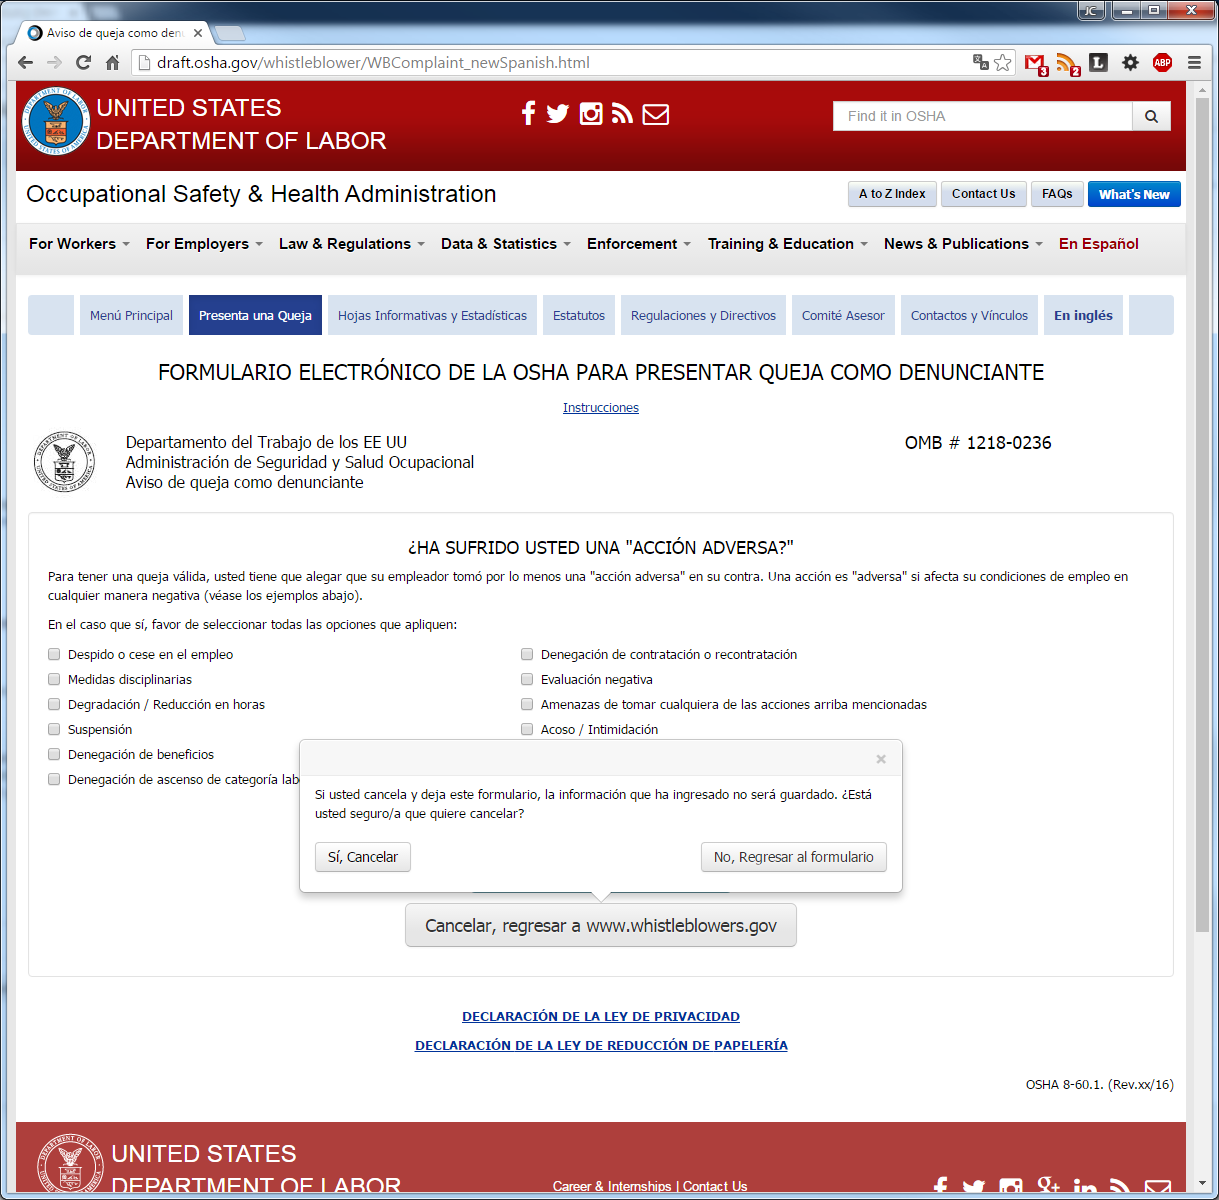 JC
Aviso de queja como den
draft.osha.gov/whistleblower/WBComplaint_newSpanish.html
3
2
L
ABP
UNITED STATES
DEPARTMENT OF LABOR
Find it in OSHA
Occupational Safety & Health Administration
A to Z Index
Contact Us
FAQs
What's New
For Workers
For Employers
Law & Regulations
Data & Statistics
Enforcement
Training & Education
News & Publications
En Español
Menú Principal
Presenta una Queja
Hojas Informativas y Estadísticas
Estatutos
Regulaciones y Directivos
Comité Asesor
Contactos y Vínculos
En inglés
FORMULARIO ELECTRÓNICO DE LA OSHA PARA PRESENTAR QUEJA COMO DENUNCIANTE
Instrucciones
Departamento del Trabajo de los EE UU
Administración de Seguridad y Salud Ocupacional
Aviso de queja como denunciante
OMB # 1218-0236
¿HA SUFRIDO USTED UNA "ACCIÓN ADVERSA?"
Para tener una queja válida, usted tiene que alegar que su empleador tomó por lo menos una "acción adversa" en su contra. Una acción es "adversa" si afecta su condiciones de empleo en
cualquier manera negativa (véase los ejemplos abajo).
En el caso que sí, favor de seleccionar todas las opciones que apliquen:
Despido o cese en el empleo
Medidas disciplinarias
Degradación / Reducción en horas
Suspensión
Denegación de beneficios
Denegación de ascenso de categoría lab
Denegación de contratación o recontratación
Evaluación negativa
Amenazas de tomar cualquiera de las acciones arriba mencionadas
Acoso / Intimidación
×
Si usted cancela y deja este formulario, la información que ha ingresado no será guardado. ¿Está
usted seguro/a que quiere cancelar?
Sí, Cancelar
No, Regresar al formulario
Cancelar, regresar a www.whistleblowers.gov
DECLARACIÓN DE LA LEY DE PRIVACIDAD
DECLARACIÓN DE LA LEY DE REDUCCIÓN DE PAPELERÍA
OSHA 8-60.1. (Rev.xx/16)
UNITED STATES
DEPARTMENT OF LABOR
Career & Internships | Contact Us